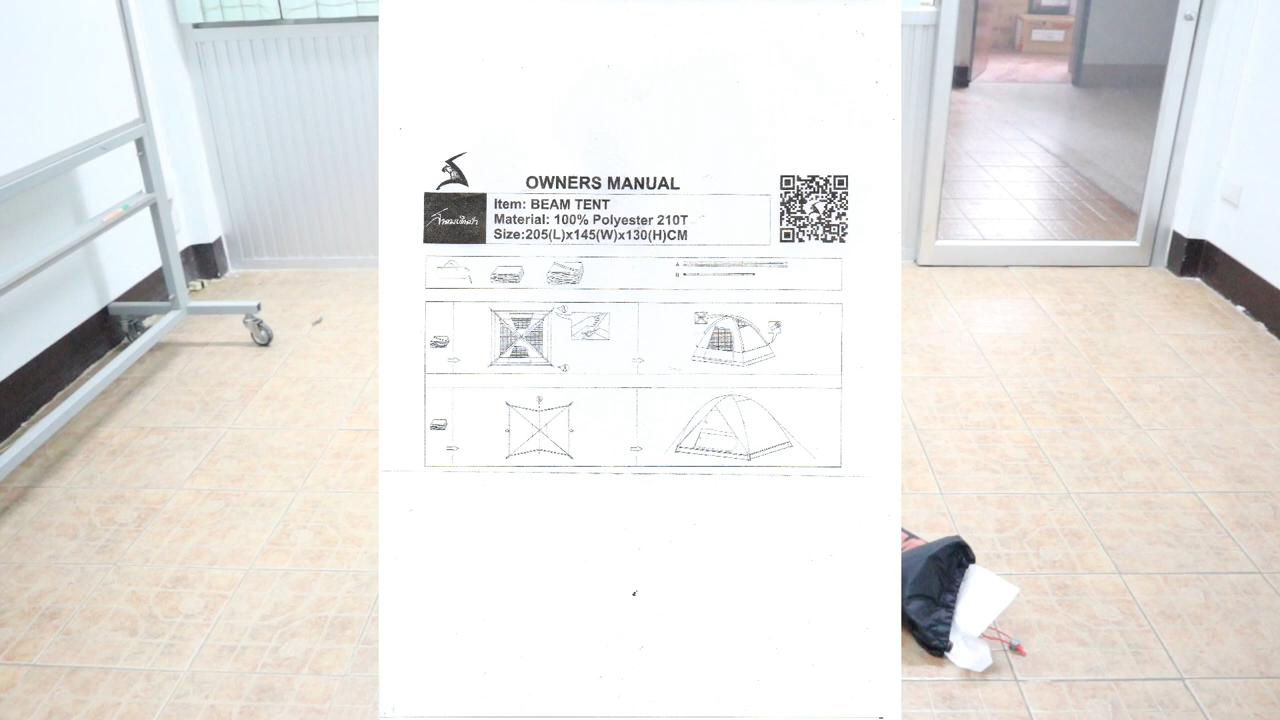 OWNERS MANUAL
Item: BEAM TENT
Material: 100% Polyester 210T
Size:205(L)x145(W)x130(H)CM
A
B